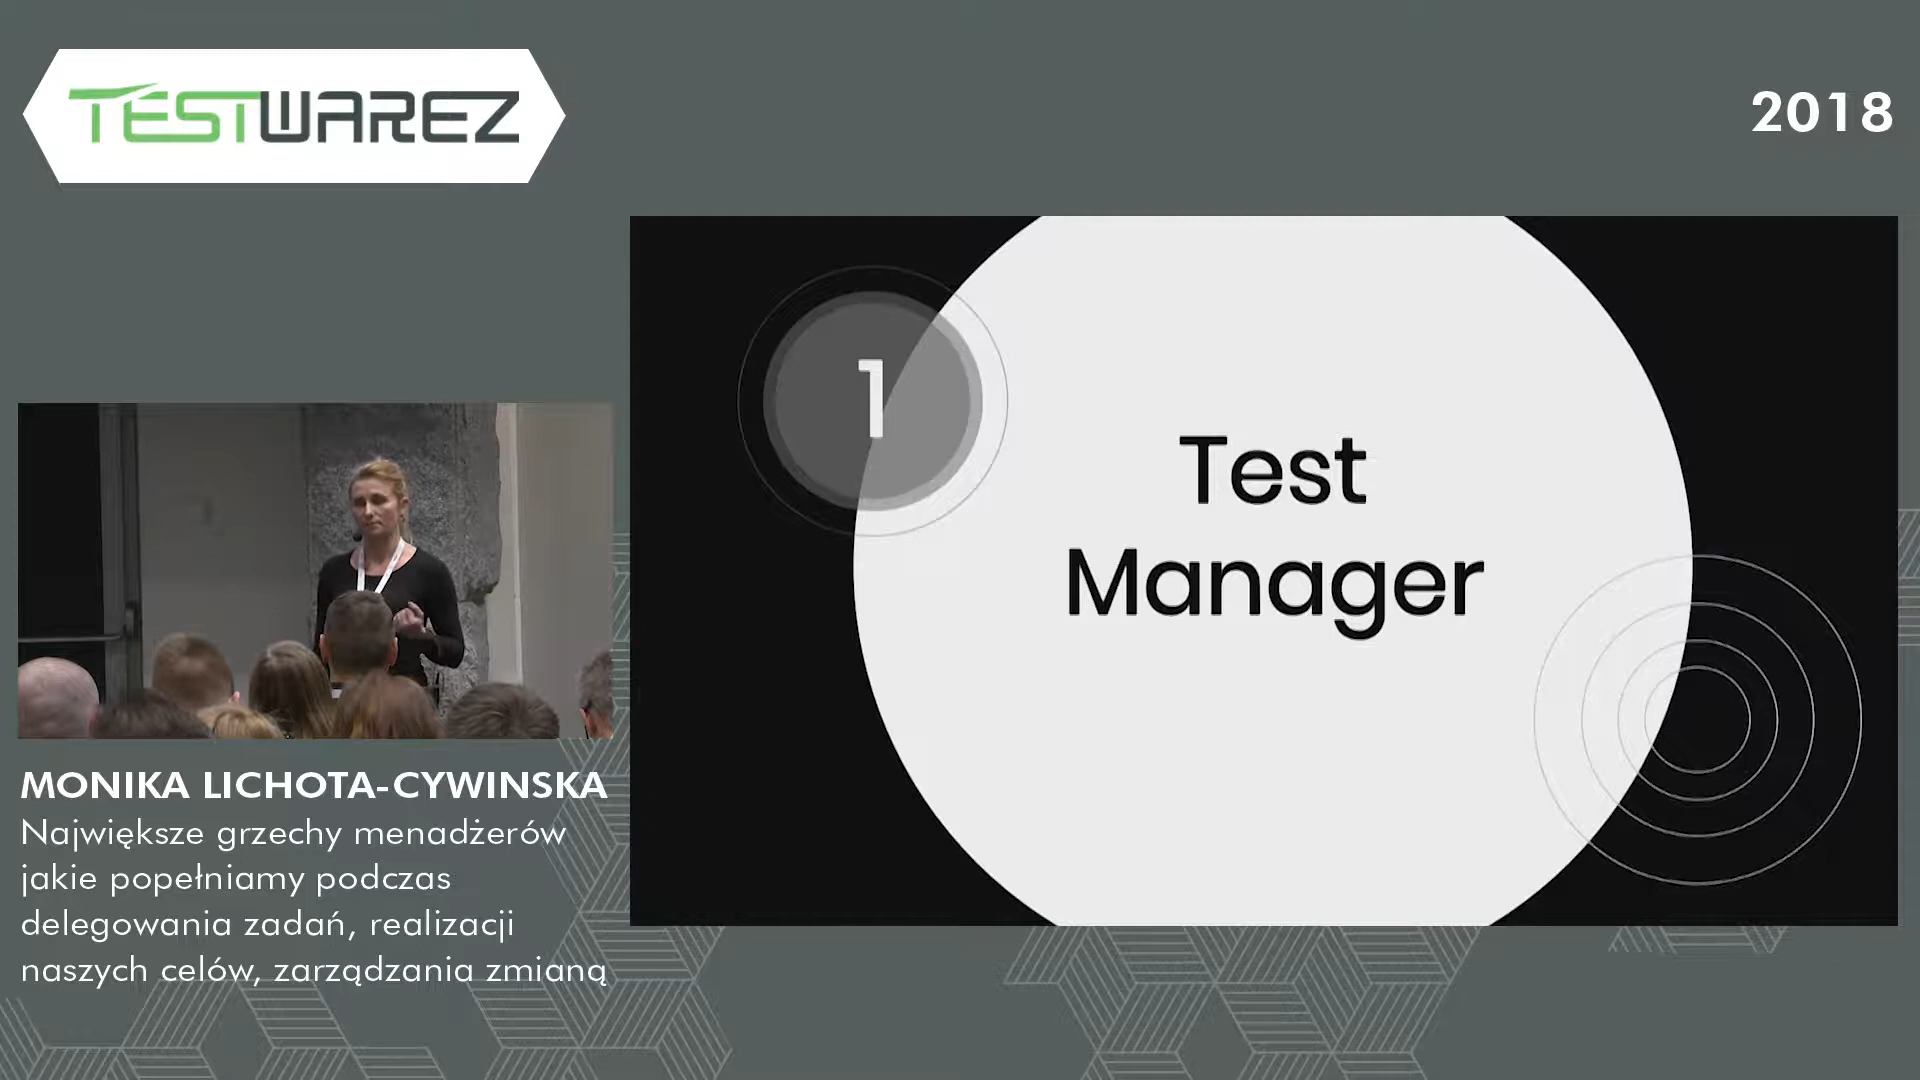 TESTWAREZ
2018
1
Test
Manager
MONIKA LICHOTA-CYWINSKA
Największe grzechy menadżerów
jakie popełniamy podczas
delegowania zadań, realizacji
naszych celów, zarządzania zmianą